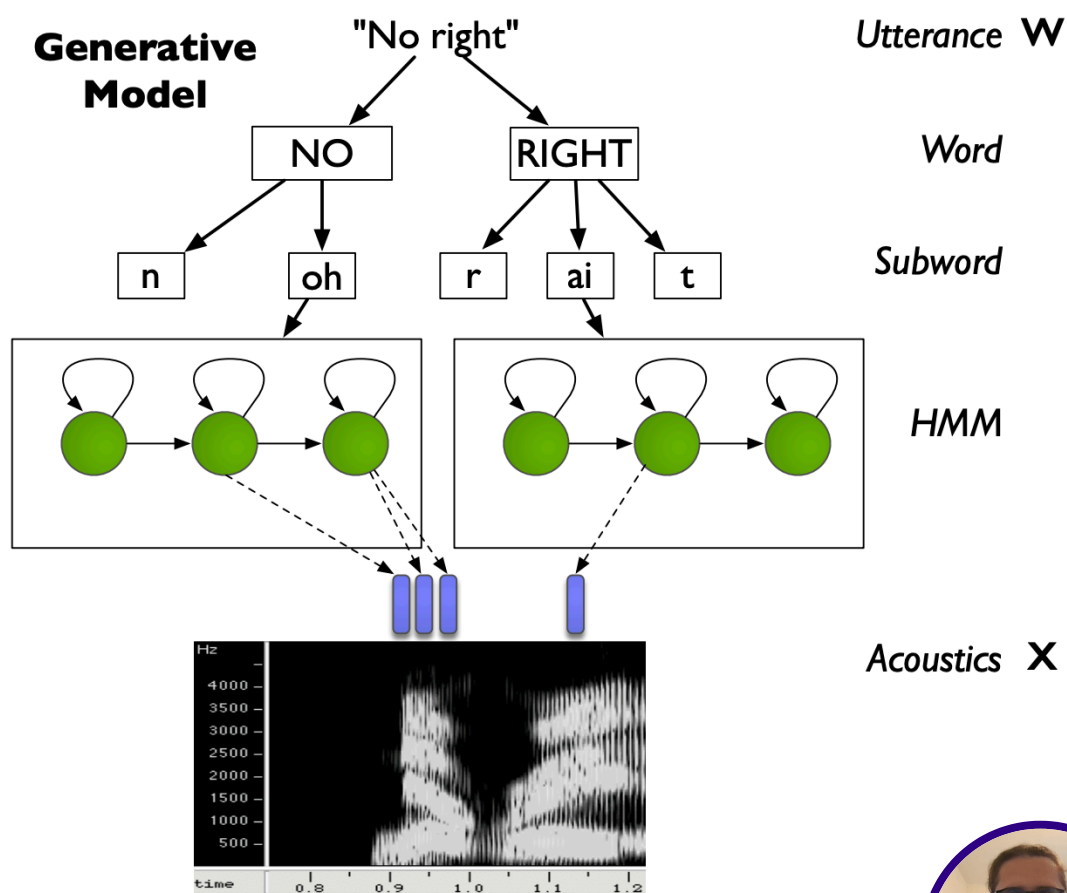 "No right"
Utterance W
Generative
Model
NO
RIGHT
Word
n
oh
r
ai
t
Subword
HMM
Acoustics X
Hz
4000
3500
3000
2500
2000
1500
1000
500
time 0.8 0.9 1.0 1.1 1.2